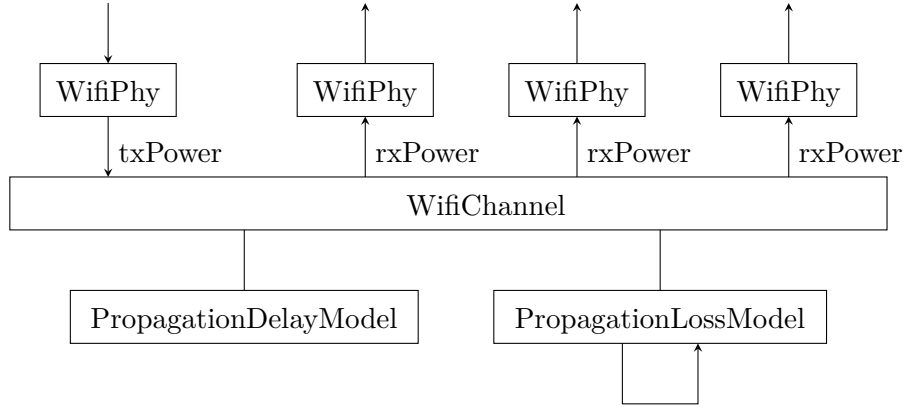 WifiPhy
WifiPhy
WifiPhy
WifiPhy
txPower
rxPower
rxPower
rxPower
WifiChannel
PropagationDelayModel
PropagationLossModel